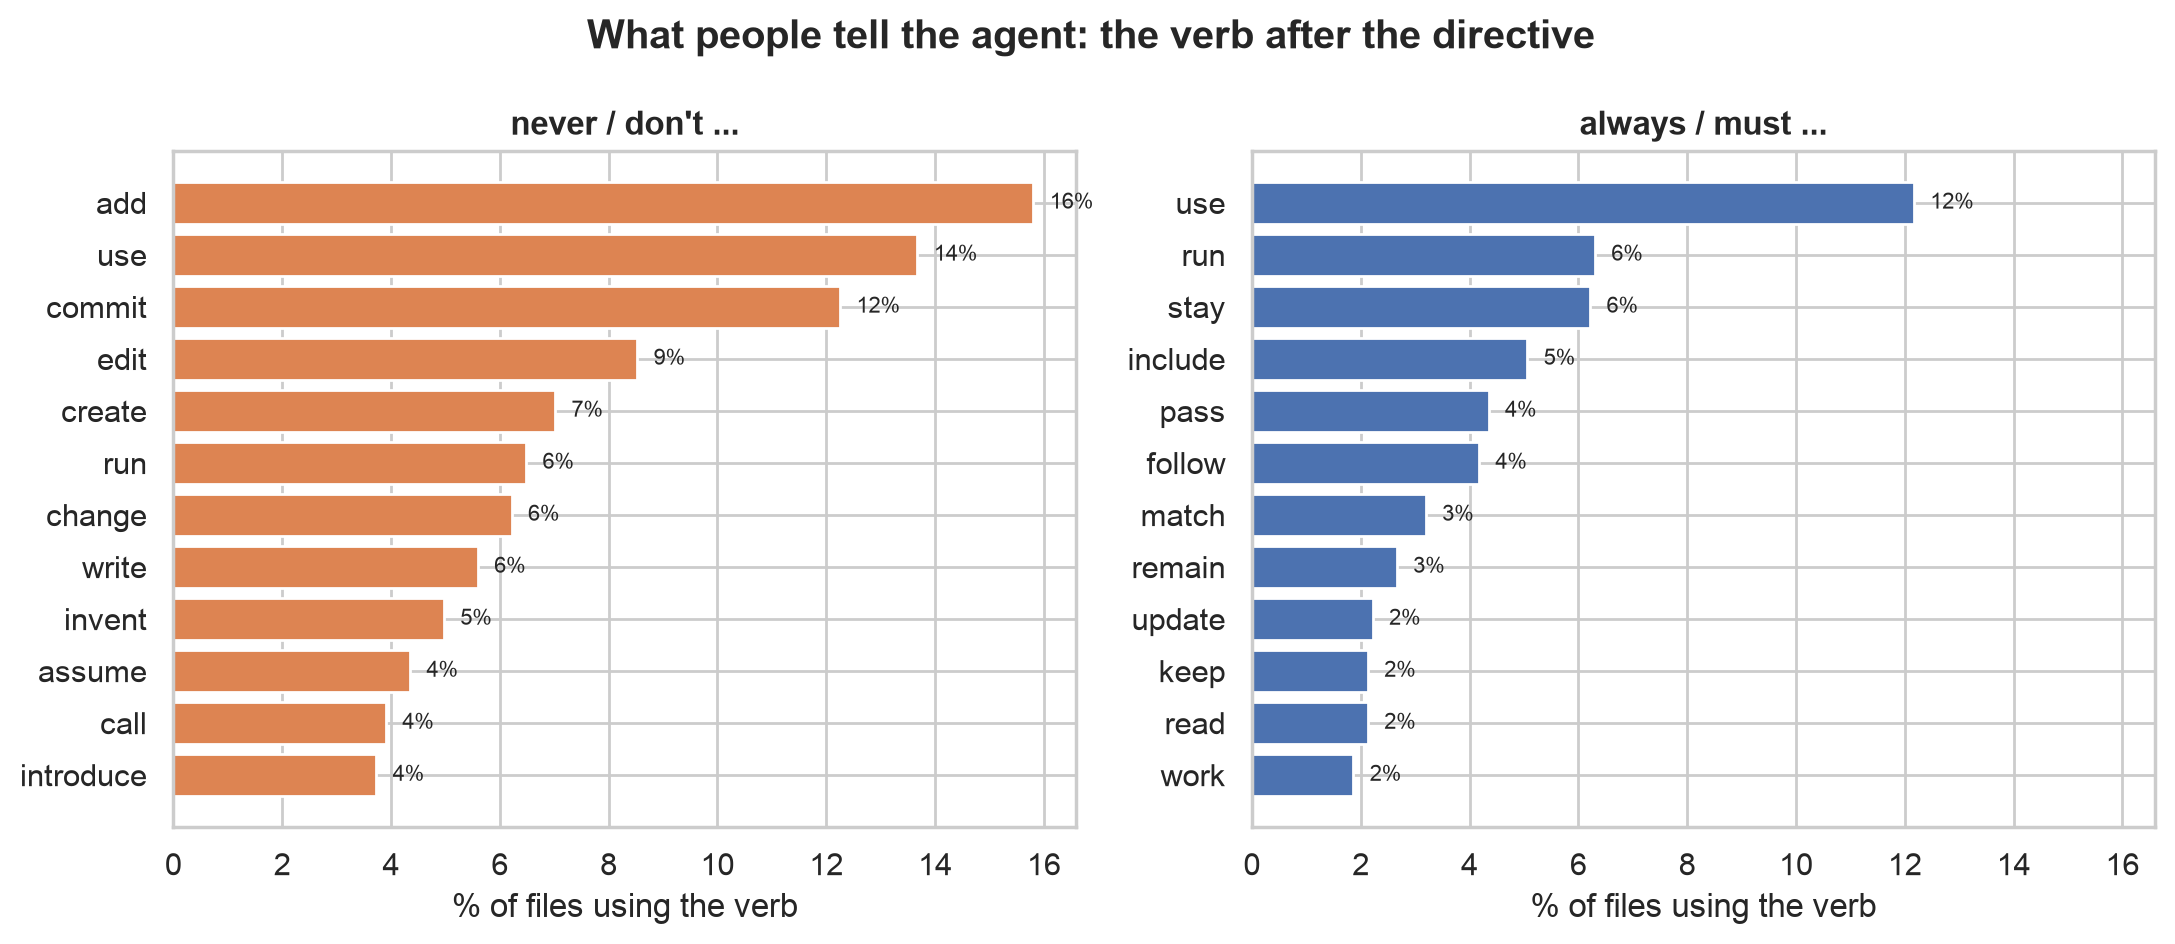 What people tell the agent: the verb after the directive
never / don't ...
add 16%
use 14%
commit 12%
edit 9%
create 7%
run 6%
change 6%
write 6%
invent 5%
assume 4%
call 4%
introduce 4%
0 2 4 6 8 10 12 14 16
% of files using the verb
always / must ...
use 12%
run 6%
stay 6%
include 5%
pass 4%
follow 4%
match 3%
remain 3%
update 2%
keep 2%
read 2%
work 2%
0 2 4 6 8 10 12 14 16
% of files using the verb